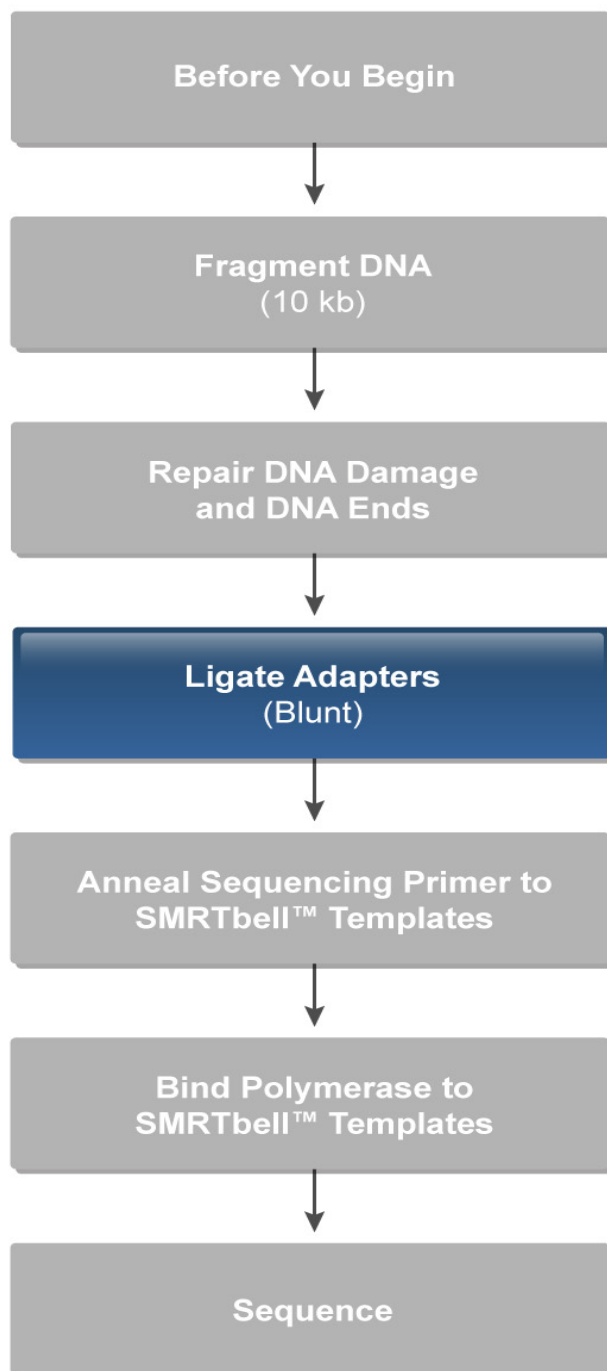 Before You Begin
Fragment DNA
(10 kb)
Repair DNA Damage
and DNA Ends
Ligate Adapters
(Blunt)
Anneal Sequencing Primer to
SMRTbell™ Templates
Bind Polymerase to
SMRTbell™ Templates
Sequence